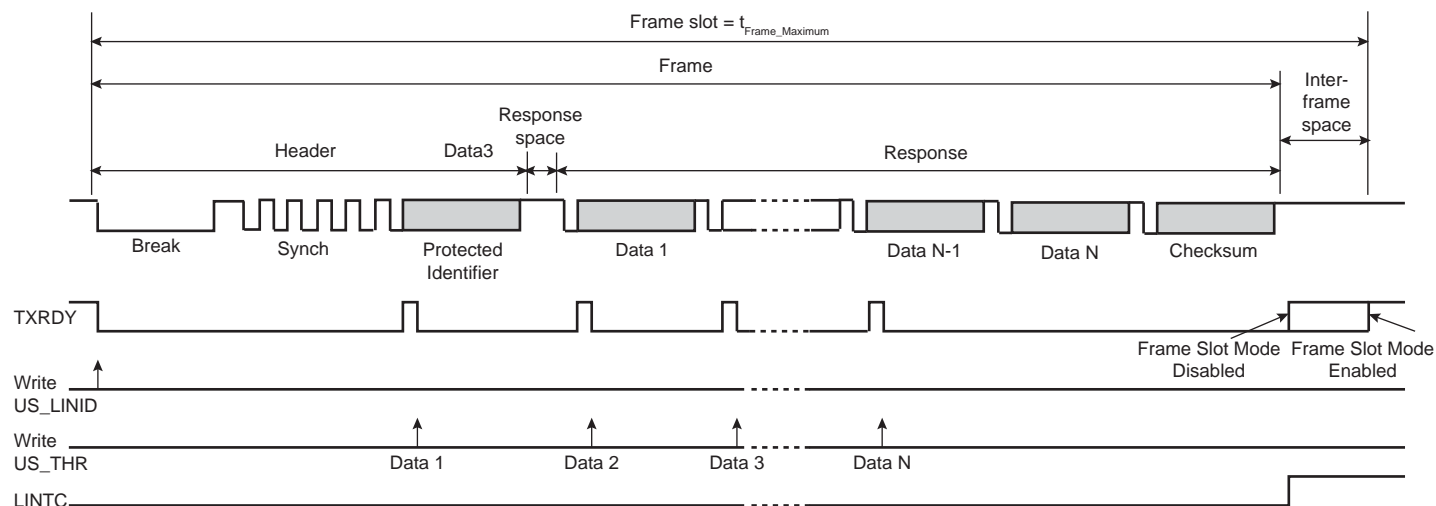 Frame slot = tFrame_Maximum
Frame
Inter-
frame
space
Response
space
Header
Data3
Response
Break
Synch
Protected
Identifier
Data 1
Data N-1
Data N
Checksum
TXRDY
Frame Slot Mode
Disabled
Frame Slot Mode
Enabled
Write
US_LINID
Write
US_THR
Data 1
Data 2
Data 3
Data N
LINTC